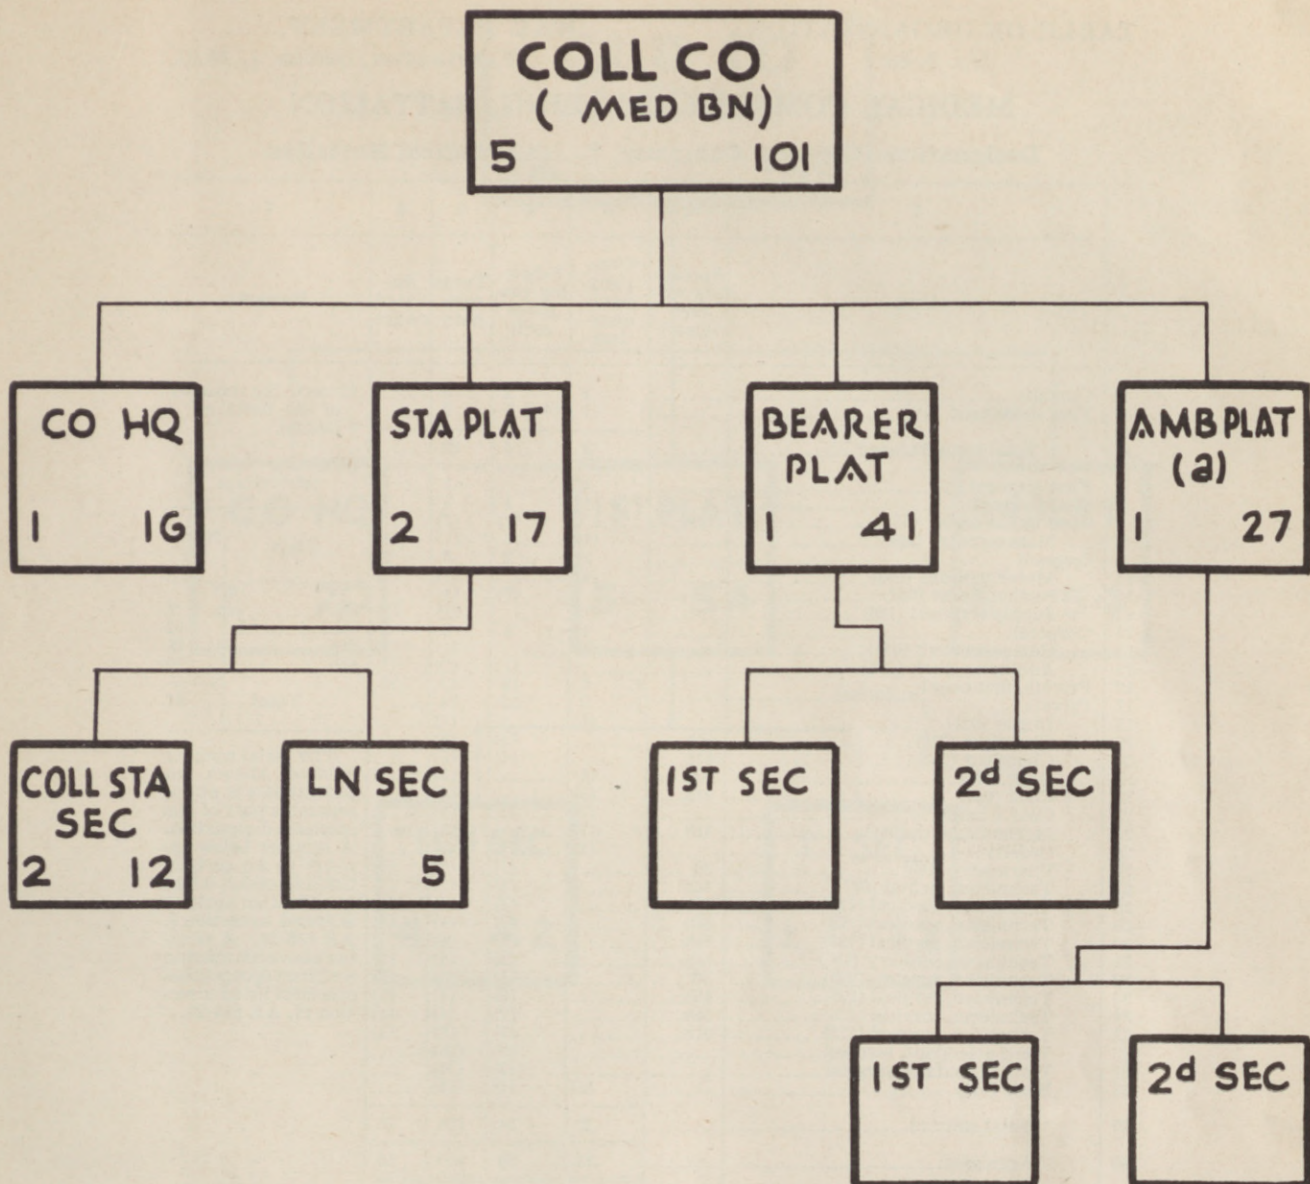 COLL CO
( MED BN)
5 101
CO HQ
1 16
STA PLAT
2 17
BEARER
PLAT
1 41
AMB PLAT
(a)
1 27
COLL STA
SEC
2 12
LN SEC
5
1ST SEC
2d SEC
1ST SEC
2d SEC